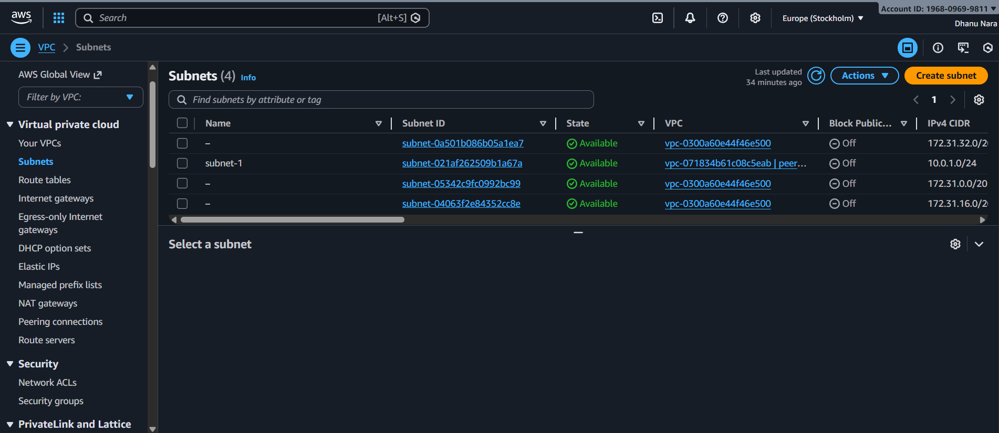 aws
Search [Alt+S]
Europe (Stockholm)
Account ID: 1968-0969-9811
Dhanu Nara
VPC
Subnets
AWS Global View
Filter by VPC:
Virtual private cloud
Your VPCs
Subnets
Route tables
Internet gateways
Egress-only Internet
gateways
DHCP option sets
Elastic IPs
Managed prefix lists
NAT gateways
Peering connections
Route servers
Security
Network ACLs
Security groups
PrivateLink and Lattice
Subnets (4) Info
Last updated
34 minutes ago
Actions
Create subnet
Find subnets by attribute or tag
1
Name Subnet ID State VPC Block Public... IPv4 CIDR
– subnet-0a501b086b05a1ea7 Available vpc-0300a60e44f46e500 Off 172.31.32.0/20
subnet-1 subnet-021af262509b1a67a Available vpc-071834b61c08c5eab | peer... Off 10.0.1.0/24
– subnet-05342c9fc0992bc99 Available vpc-0300a60e44f46e500 Off 172.31.0.0/20
– subnet-04063f2e84352cc8e Available vpc-0300a60e44f46e500 Off 172.31.16.0/20
Select a subnet